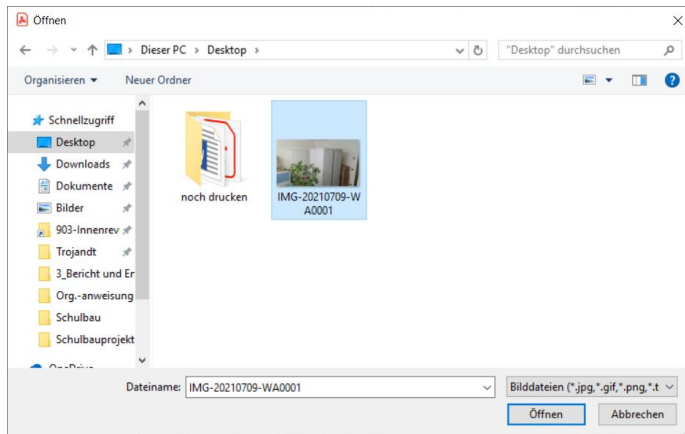 Öffnen
Dieser PC > Desktop >
"Desktop" durchsuchen
Organisieren
Neuer Ordner
Schnellzugriff
Desktop
Downloads
Dokumente
Bilder
903-Innenrev
Trojandt
3_Bericht und Er
Org.-anweisung
Schulbau
Schulbauprojekt
OneDrive
noch drucken
IMG-20210709-W
A0001
Dateiname: IMG-20210709-WA0001
Bilddateien (*.jpg,*.gif,*.png,*.t
Öffnen
Abbrechen